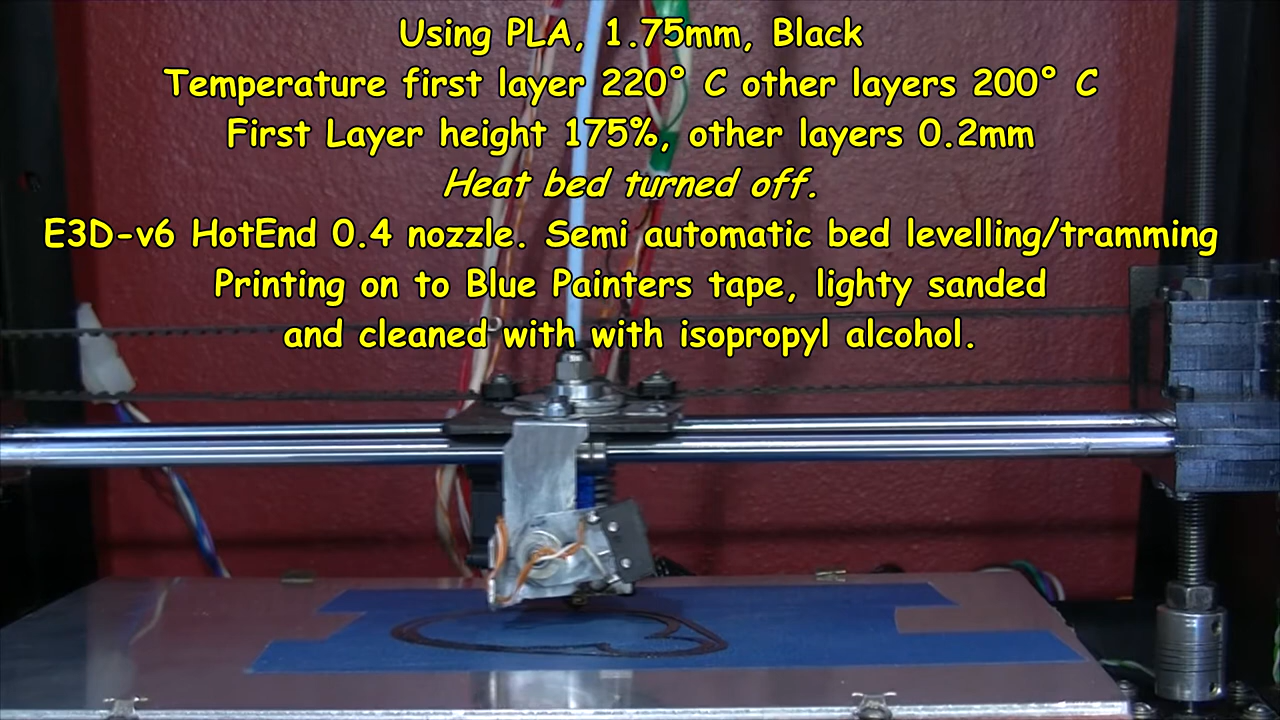 Using PLA, 1.75mm, Black
Temperature first layer 220° C other layers 200° C
First Layer height 175%, other layers 0.2mm
Heat bed turned off.
E3D-v6 HotEnd 0.4 nozzle. Semi automatic bed levelling/tramming
Printing on to Blue Painters tape, lighty sanded
and cleaned with with isopropyl alcohol.